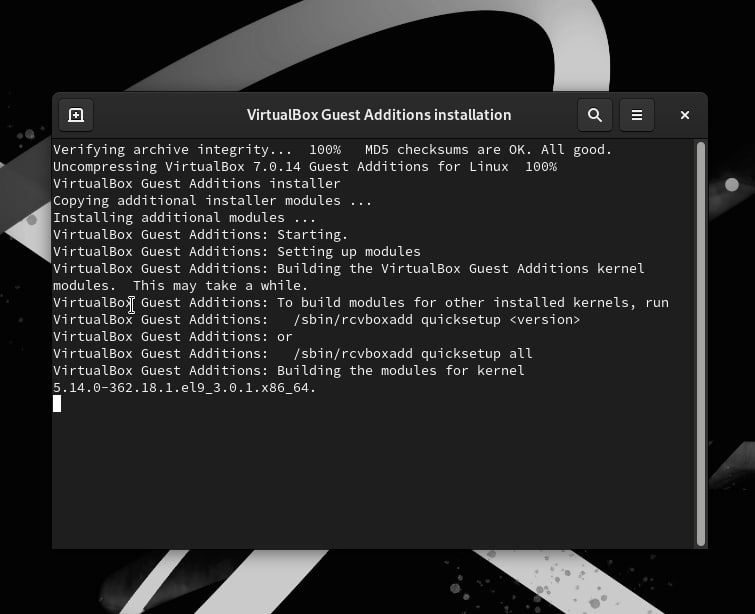 VirtualBox Guest Additions installation
Verifying archive integrity...  100%   MD5 checksums are OK. All good.
Uncompressing VirtualBox 7.0.14 Guest Additions for Linux  100%
VirtualBox Guest Additions installer
Copying additional installer modules ...
Installing additional modules ...
VirtualBox Guest Additions: Starting.
VirtualBox Guest Additions: Setting up modules
VirtualBox Guest Additions: Building the VirtualBox Guest Additions kernel
modules.  This may take a while.
VirtualBox Guest Additions: To build modules for other installed kernels, run
VirtualBox Guest Additions:   /sbin/rcvboxadd quicksetup <version>
VirtualBox Guest Additions: or
VirtualBox Guest Additions:   /sbin/rcvboxadd quicksetup all
VirtualBox Guest Additions: Building the modules for kernel
5.14.0-362.18.1.el9_3.0.1.x86_64.